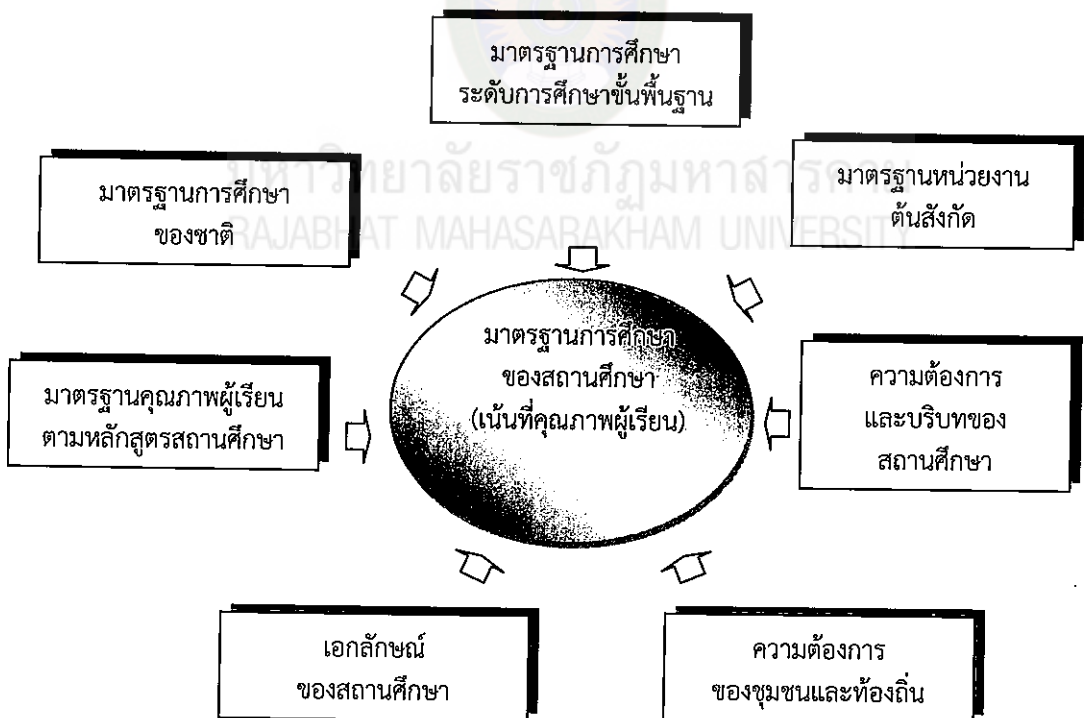 มาตรฐานการศึกษา
ระดับการศึกษาขั้นพื้นฐาน
มาตรฐานการศึกษา
ของชาติ
มาตรฐานหน่วยงาน
ต้นสังกัด
มหาวิทยาลัยราชภัฏมหาสารคาม
RAJABHAT MAHASARAKHAM UNIVERSITY
มาตรฐานการศึกษา
ของสถานศึกษา
(เน้นที่คุณภาพผู้เรียน)
มาตรฐานคุณภาพผู้เรียน
ตามหลักสูตรสถานศึกษา
ความต้องการ
และบริบทของ
สถานศึกษา
เอกลักษณ์
ของสถานศึกษา
ความต้องการ
ของชุมชนและท้องถิ่น